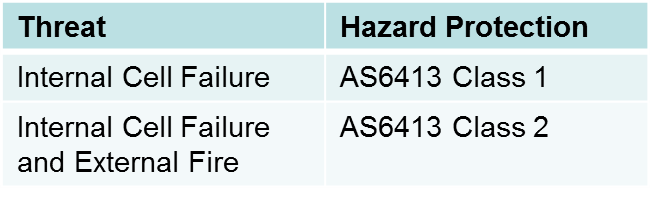 Threat Hazard Protection
Internal Cell Failure AS6413 Class 1
Internal Cell Failure AS6413 Class 2
and External Fire